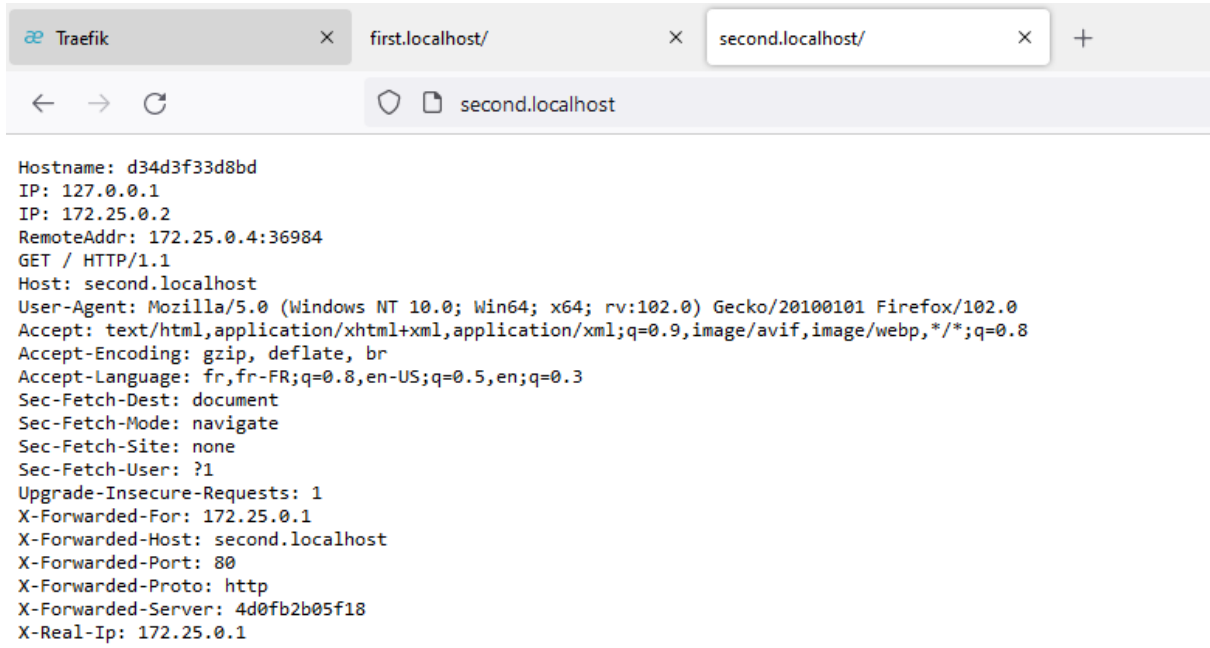 Traefik
first.localhost/
second.localhost/
second.localhost
Hostname: d34d3f33d8bd
IP: 127.0.0.1
IP: 172.25.0.2
RemoteAddr: 172.25.0.4:36984
GET / HTTP/1.1
Host: second.localhost
User-Agent: Mozilla/5.0 (Windows NT 10.0; Win64; x64; rv:102.0) Gecko/20100101 Firefox/102.0
Accept: text/html,application/xhtml+xml,application/xml;q=0.9,image/avif,image/webp,*/*;q=0.8
Accept-Encoding: gzip, deflate, br
Accept-Language: fr,fr-FR;q=0.8,en-US;q=0.5,en;q=0.3
Sec-Fetch-Dest: document
Sec-Fetch-Mode: navigate
Sec-Fetch-Site: none
Sec-Fetch-User: ?1
Upgrade-Insecure-Requests: 1
X-Forwarded-For: 172.25.0.1
X-Forwarded-Host: second.localhost
X-Forwarded-Port: 80
X-Forwarded-Proto: http
X-Forwarded-Server: 4d0fb2b05f18
X-Real-Ip: 172.25.0.1